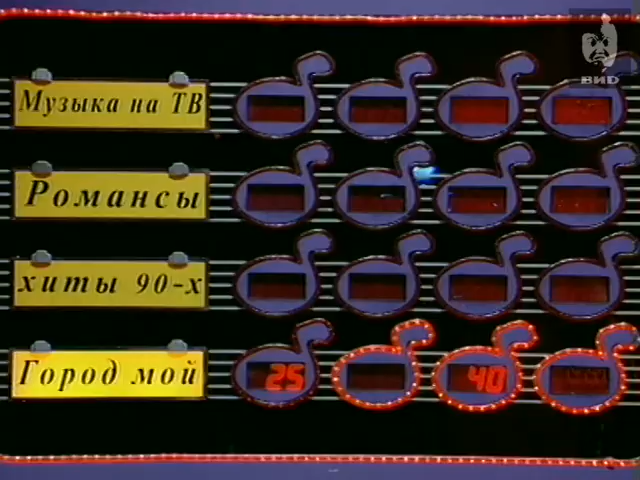 ВИD
Музыка на ТВ
Романсы
хиты 90-х
Город мой 25 40